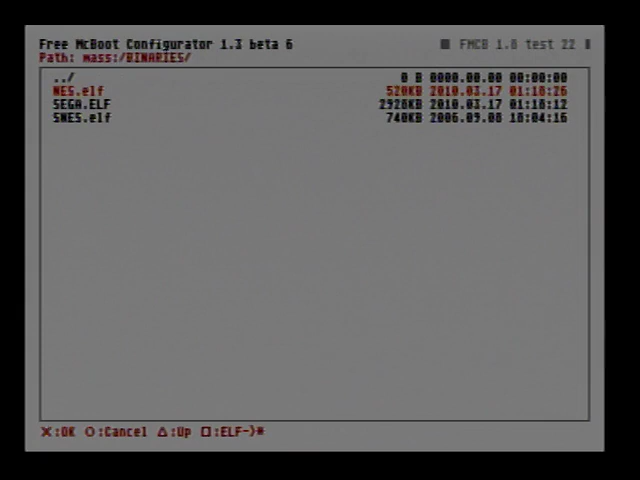 Free McBoot Configurator 1.3 beta 6 FMCB 1.8 test 22
Path: mass:/BINARIES/
../ 0 B 0000.00.00 00:00:00
NES.elf 520KB 2010.03.17 01:18:26
SEGA.ELF 2928KB 2010.03.17 01:18:12
SNES.elf 740KB 2006.09.08 18:04:16
X:OK O:Cancel △:Up □:ELF->*